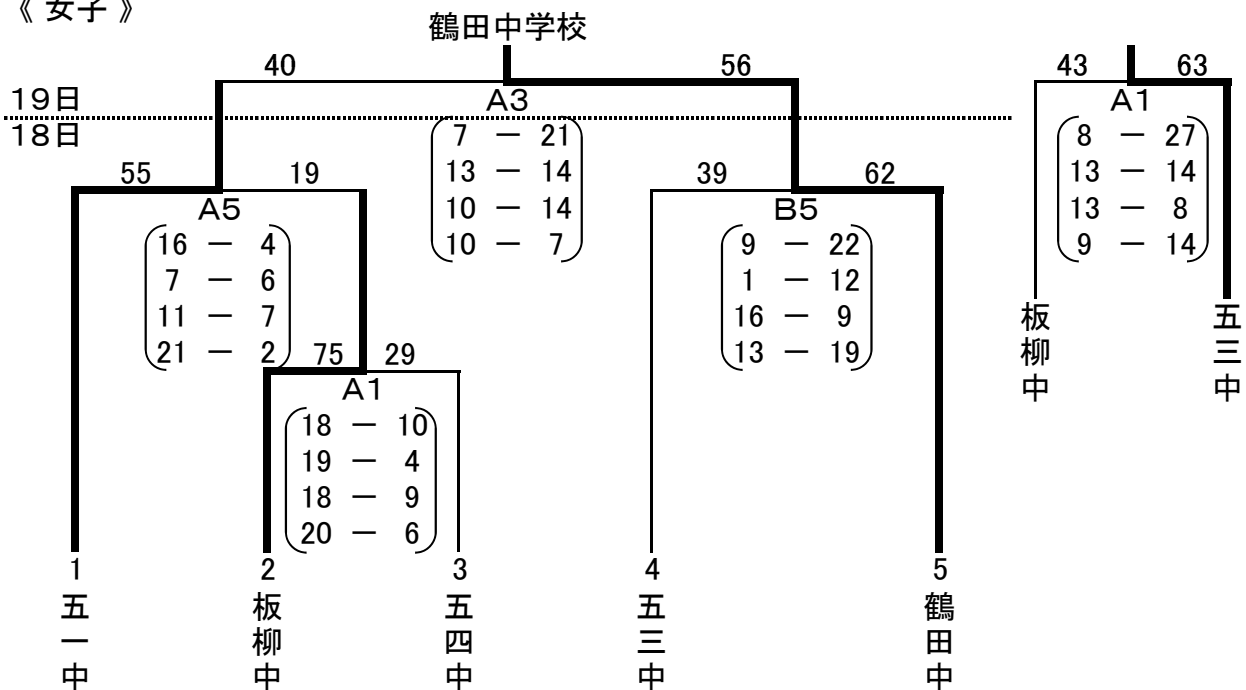 《 女子 》
鶴田中学校
40 56
43 63
19日
A3
A1
18日
7 － 21
13 － 14
10 － 14
10 － 7
8 － 27
13 － 14
13 － 8
9 － 14
55 19
39 62
A5
B5
16 － 4
7 － 6
11 － 7
21 － 2
9 － 22
1 － 12
16 － 9
13 － 19
板柳中
五三中
75 29
A1
18 － 10
19 － 4
18 － 9
20 － 6
1
五一中
2
板柳中
3
五四中
4
五三中
5
鶴田中